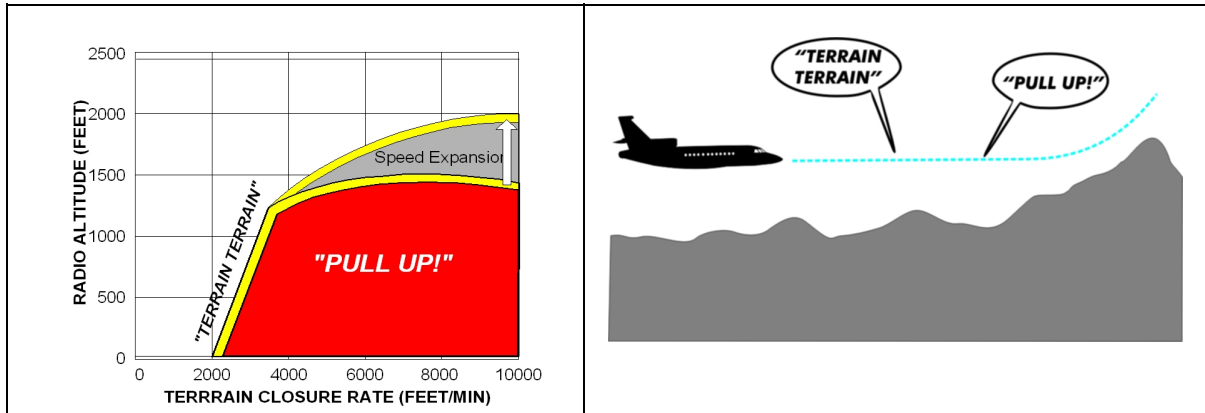 2500
2000
1500
1000
500
0
RADIO ALTITUDE (FEET)
"TERRAIN TERRAIN"
Speed Expansion
"PULL UP!"
0 2000 4000 6000 8000 10000
TERRRAIN CLOSURE RATE (FEET/MIN)
"TERRAIN
TERRAIN"
"PULL UP!"